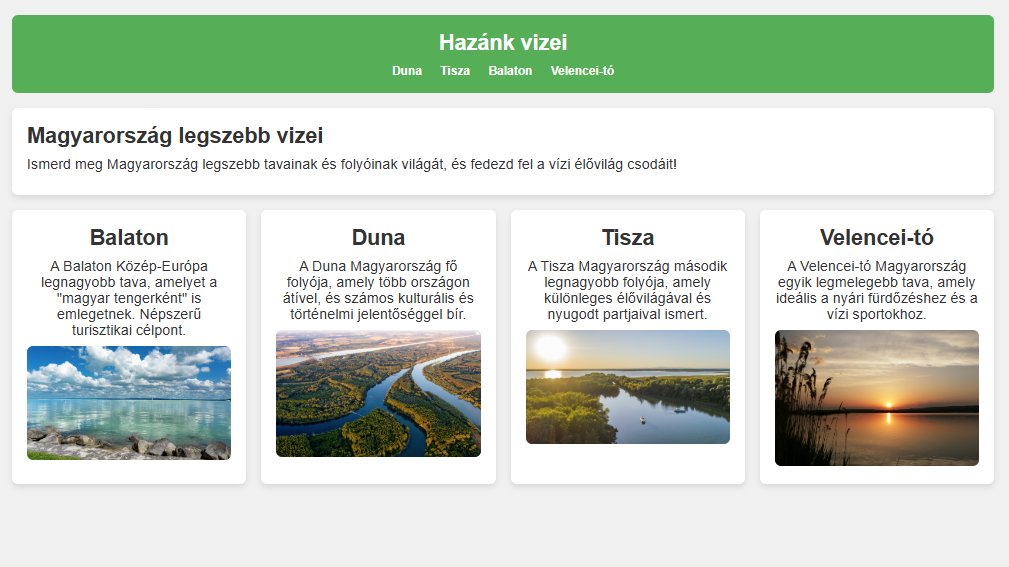 Hazánk vizei
Duna Tisza Balaton Velencei-tó
Magyarország legszebb vizei
Ismerd meg Magyarország legszebb tavainak és folyóinak világát, és fedezd fel a vízi élővilág csodáit!
Balaton
A Balaton Közép-Európa
legnagyobb tava, amelyet a
"magyar tengerként" is
emlegetnek. Népszerű
turisztikai célpont.
Duna
A Duna Magyarország fő
folyója, amely több országon
átível, és számos kulturális és
történelmi jelentőséggel bír.
Tisza
A Tisza Magyarország második
legnagyobb folyója, amely
különleges élővilágával és
nyugodt partjaival ismert.
Velencei-tó
A Velencei-tó Magyarország
egyik legmelegebb tava, amely
ideális a nyári fürdőzéshez és a
vízi sportokhoz.